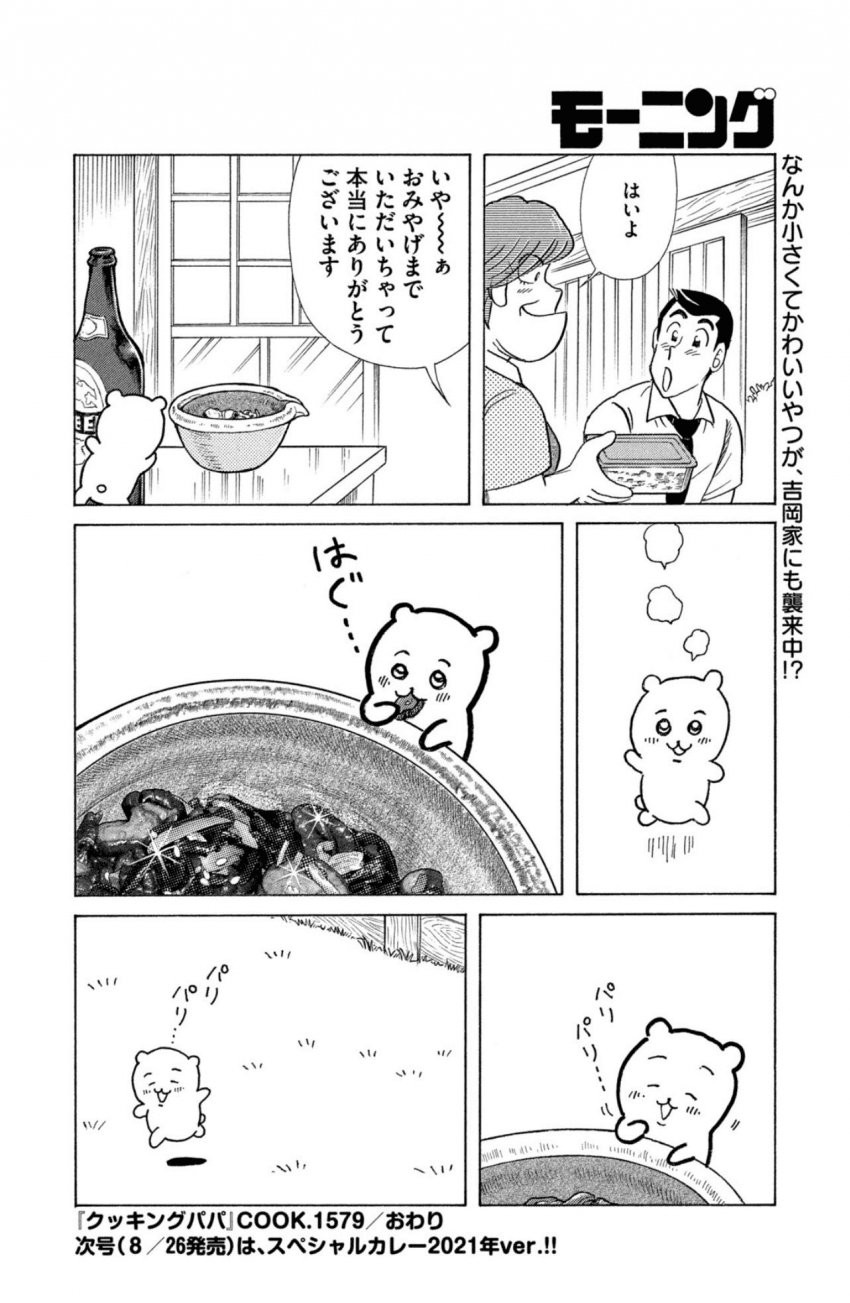 モーニング
なんか小さくてかわいいやつが、吉岡家にも襲来中!?
はいよ
いや〜〜〜ぁ
おみやげまで
いただいちゃって
本当にありがとう
ございます
はぐ…
パリ
パリ…
パリ
パリ…
『クッキングパパ』COOK.1579／おわり
次号(8／26発売)は、スペシャルカレー2021年ver.!!